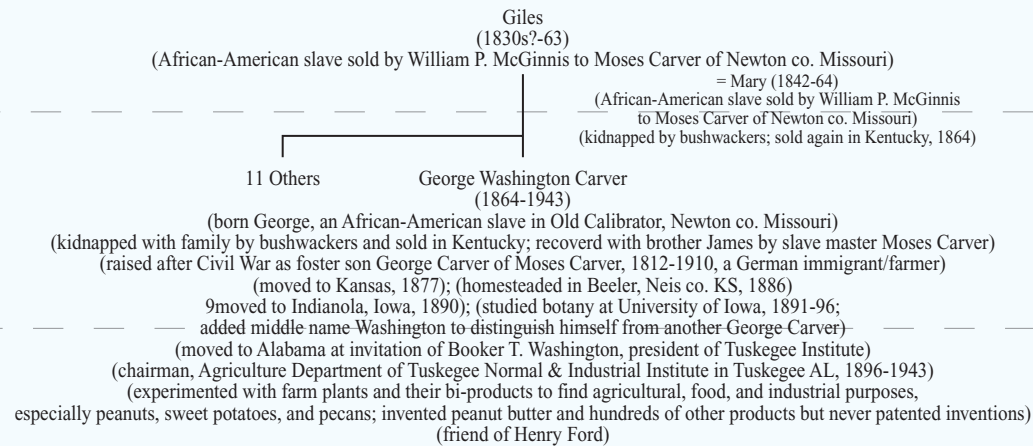 Giles
(1830s?-63)
(African-American slave sold by William P. McGinnis to Moses Carver of Newton co. Missouri)
= Mary (1842-64)
(African-American slave sold by William P. McGinnis
to Moses Carver of Newton co. Missouri)
(kidnapped by bushwackers; sold again in Kentucky, 1864)
11 Others
George Washington Carver
(1864-1943)
(born George, an African-American slave in Old Calibrator, Newton co. Missouri)
(kidnapped with family by bushwackers and sold in Kentucky; recoverd with brother James by slave master Moses Carver)
(raised after Civil War as foster son George Carver of Moses Carver, 1812-1910, a German immigrant/farmer)
(moved to Kansas, 1877); (homesteaded in Beeler, Neis co. KS, 1886)
9moved to Indianola, Iowa, 1890); (studied botany at University of Iowa, 1891-96;
added middle name Washington to distinguish himself from another George Carver)
(moved to Alabama at invitation of Booker T. Washington, president of Tuskegee Institute)
(chairman, Agriculture Department of Tuskegee Normal & Industrial Institute in Tuskegee AL, 1896-1943)
(experimented with farm plants and their bi-products to find agricultural, food, and industrial purposes,
especially peanuts, sweet potatoes, and pecans; invented peanut butter and hundreds of other products but never patented inventions)
(friend of Henry Ford)